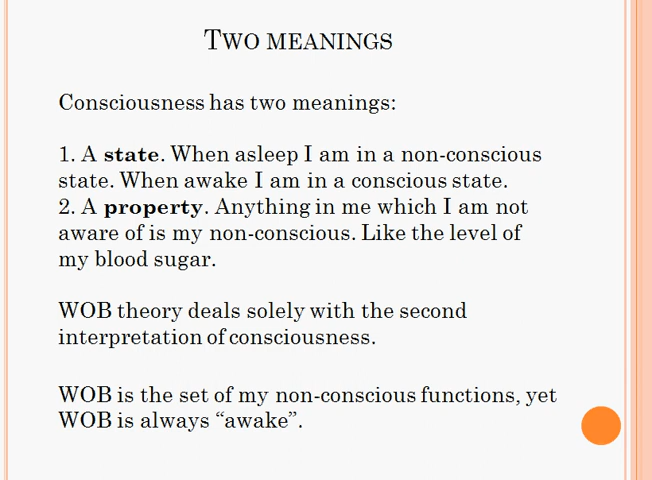 TWO MEANINGS
Consciousness has two meanings:
1. A state. When asleep I am in a non-conscious
state. When awake I am in a conscious state.
2. A property. Anything in me which I am not
aware of is my non-conscious. Like the level of
my blood sugar.
WOB theory deals solely with the second
interpretation of consciousness.
WOB is the set of my non-conscious functions, yet
WOB is always “awake”.